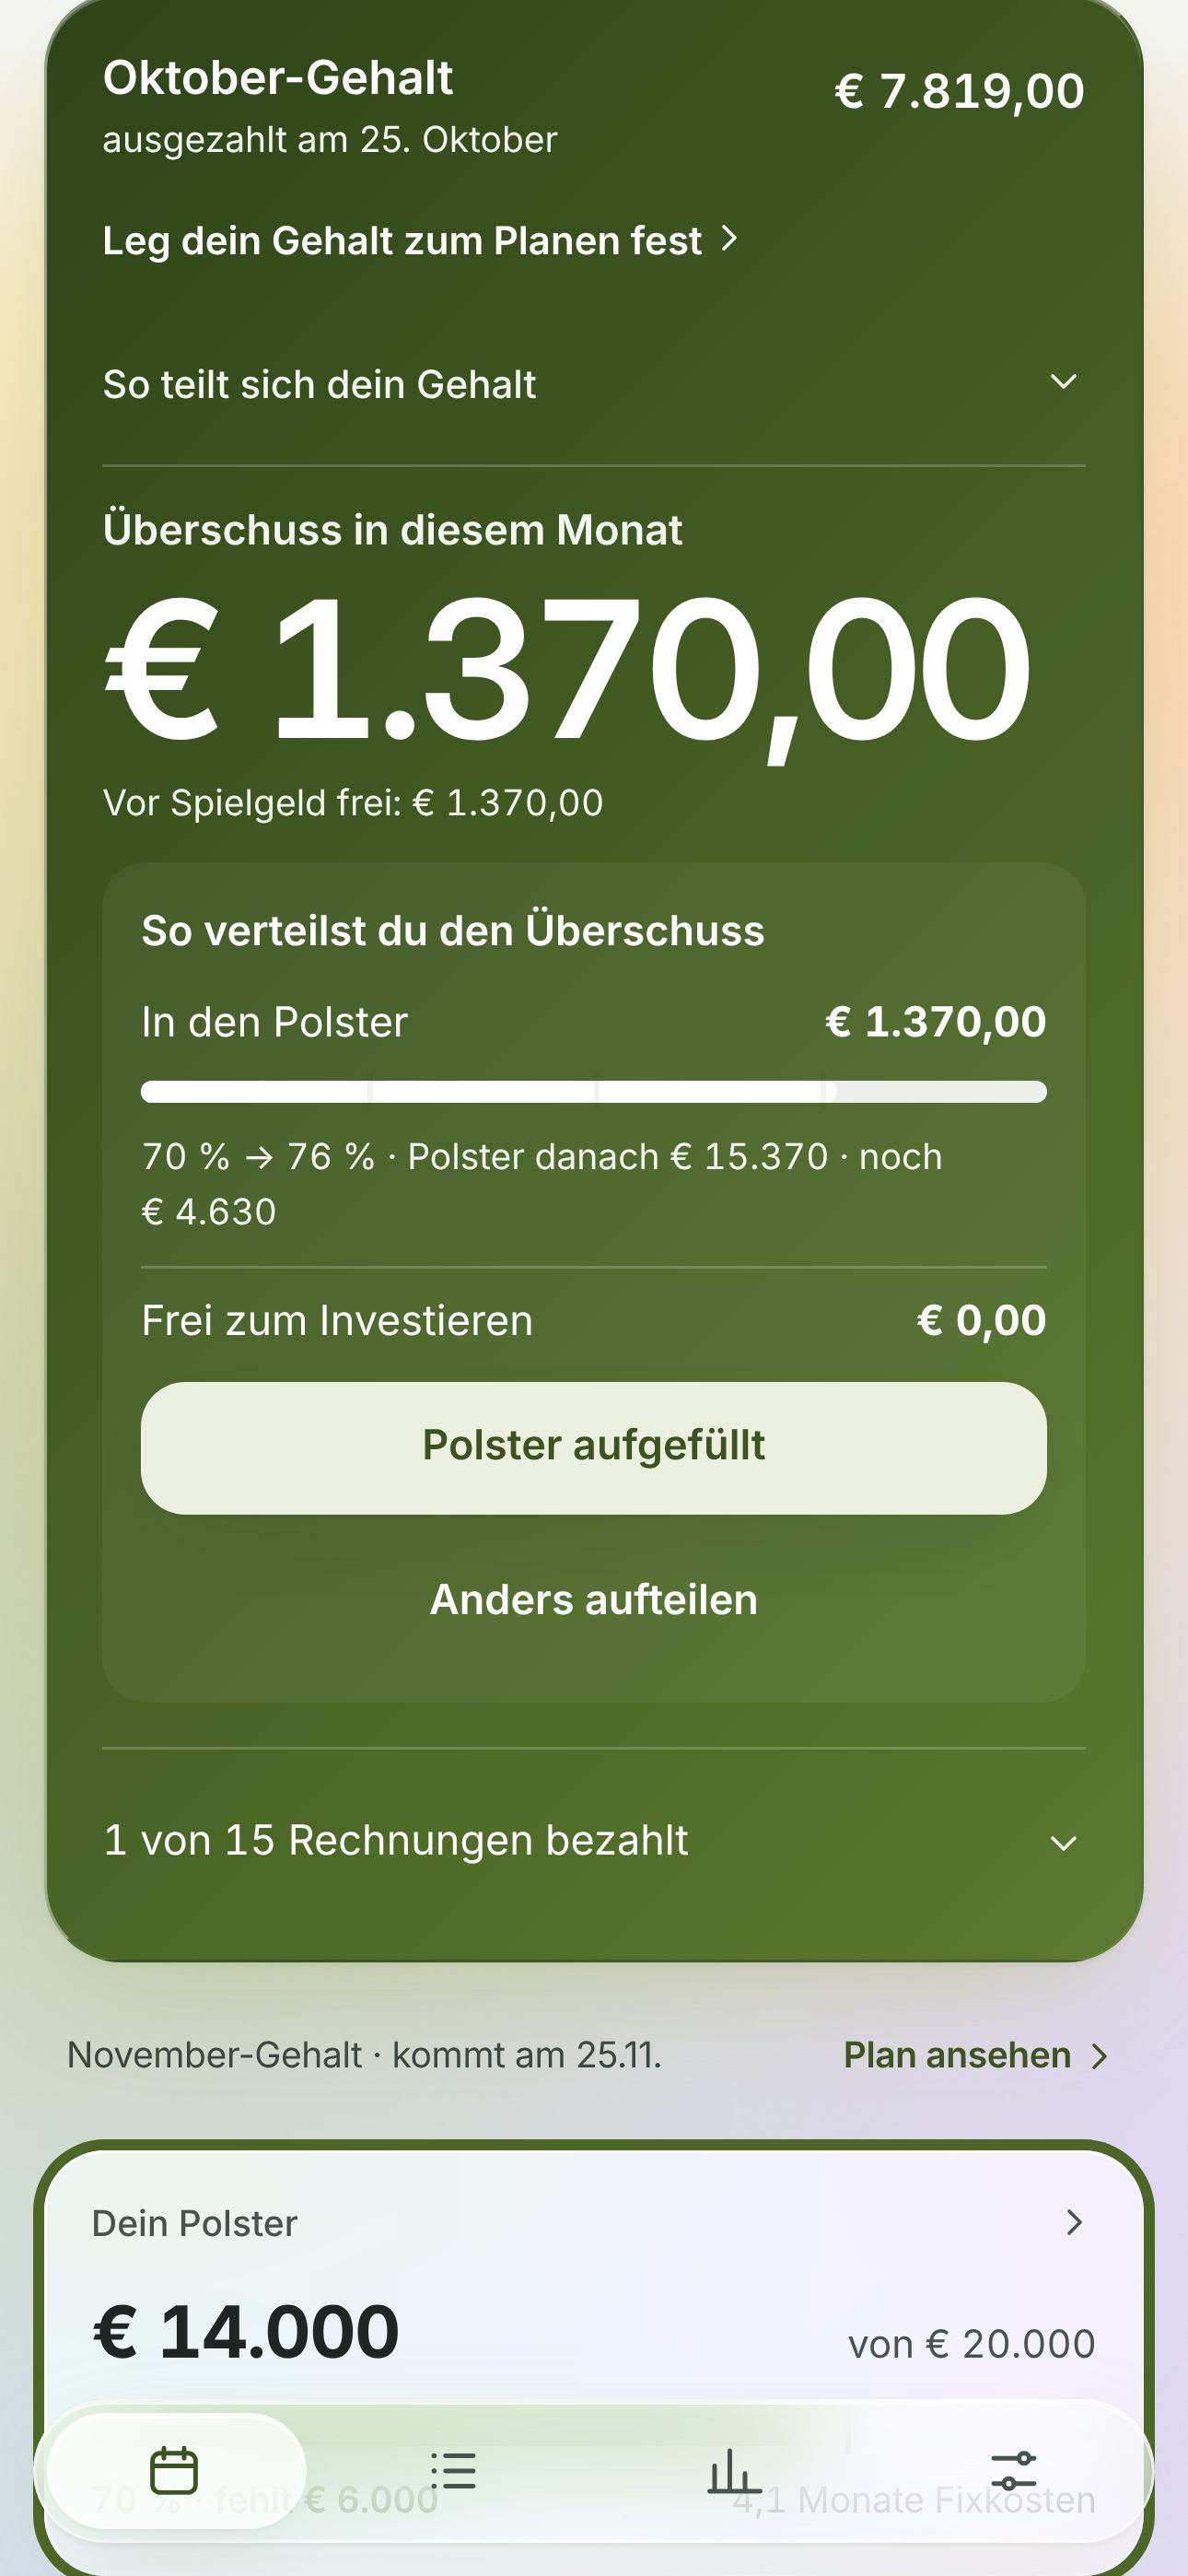 Oktober-Gehalt
€ 7.819,00
ausgezahlt am 25. Oktober
Leg dein Gehalt zum Planen fest
So teilt sich dein Gehalt
Überschuss in diesem Monat
€ 1.370,00
Vor Spielgeld frei: € 1.370,00
So verteilst du den Überschuss
In den Polster
€ 1.370,00
70 % → 76 % · Polster danach € 15.370 · noch
€ 4.630
Frei zum Investieren
€ 0,00
Polster aufgefüllt
Anders aufteilen
1 von 15 Rechnungen bezahlt
November-Gehalt · kommt am 25.11.
Plan ansehen
Dein Polster
€ 14.000
von € 20.000
70 % · fehlt € 6.000
4,1 Monate Fixkosten